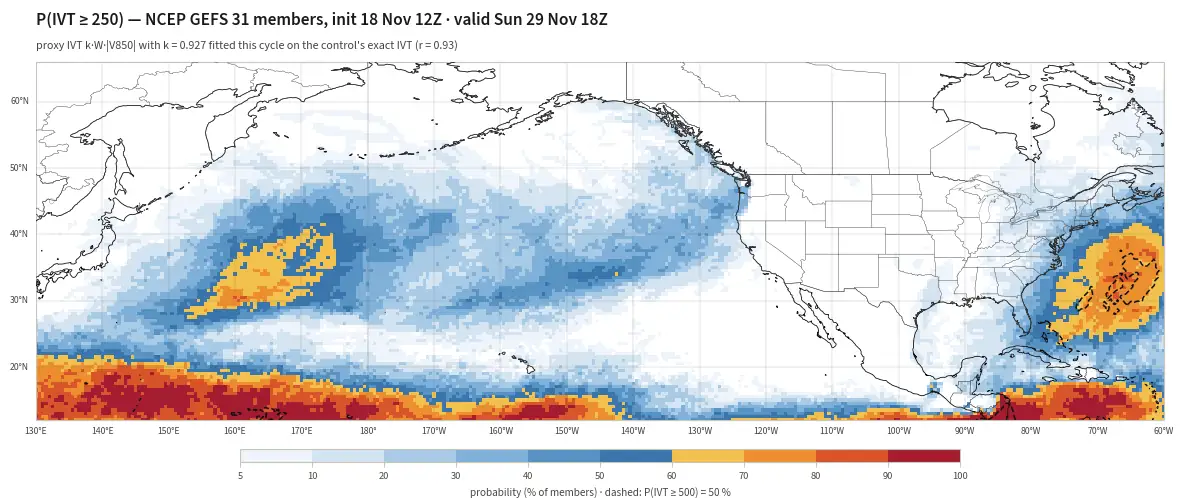 P(IVT ≥ 250) — NCEP GEFS 31 members, init 18 Nov 12Z · valid Sun 29 Nov 18Z
proxy IVT k·W·|V850| with k = 0.927 fitted this cycle on the control's exact IVT (r = 0.93)
60°N
50°N
40°N
30°N
20°N
130°E 140°E 150°E 160°E 170°E 180° 170°W 160°W 150°W 140°W 130°W 120°W 110°W 100°W 90°W 80°W 70°W 60°W
5 10 20 30 40 50 60 70 80 90 100
probability (% of members) · dashed: P(IVT ≥ 500) = 50 %